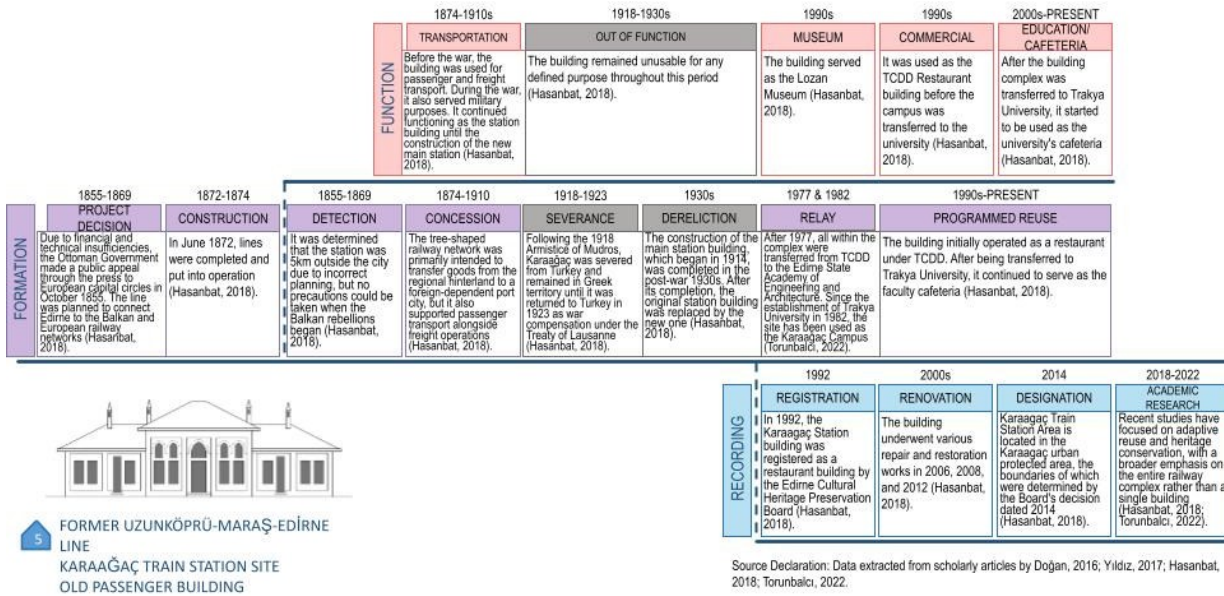 1874-1910s
1918-1930s
1990s
1990s
2000s-PRESENT
FUNCTION
TRANSPORTATION
Before the war, the
building was used for
passenger and freight
transport. During the war,
it also served military
purposes. It continued
functioning as the station
building until the
construction of the new
main station (Hasanbat,
2018).
OUT OF FUNCTION
The building remained unusable for any
defined purpose throughout this period
(Hasanbat, 2018).
MUSEUM
The building served
as the Lozan
Museum (Hasanbat,
2018).
COMMERCIAL
It was used as the
TCDD Restaurant
building before the
campus was
transferred to the
university (Hasanbat,
2018).
EDUCATION/
CAFETERIA
After the building
complex was
transferred to Trakya
University, it started
to be used as the
university's cafeteria
(Hasanbat, 2018).
FORMATION
1855-1869
PROJECT
DECISION
Due to financial and
technical insufficiencies,
the Ottoman Government
made a public appeal
through the press to
European capital circles in
October 1855. The line
was planned to connect
Edirne to the Balkan and
European railway
networks (Hasanbat,
2018).
1872-1874
CONSTRUCTION
In June 1872, lines
were completed and
put into operation
(Hasanbat, 2018).
1855-1869
DETECTION
It was determined
that the station was
5km outside the city
due to incorrect
planning, but no
precautions could be
taken when the
Balkan rebellions
began (Hasanbat,
2018).
1874-1910
CONCESSION
The tree-shaped
railway network was
primarily intended to
transfer goods from the
regional hinterland to a
foreign-dependent port
city, but it also
supported passenger
transport alongside
freight operations
(Hasanbat, 2018).
1918-1923
SEVERANCE
Following the 1918
Armistice of Mudros,
Karaağaç was severed
from Turkey and
remained in Greek
territory until it was
returned to Turkey in
1923 as war
compensation under the
Treaty of Lausanne
(Hasanbat, 2018).
1930s
DERELICTION
The construction of the
main station building,
which began in 1914,
was completed in the
post-war 1930s. After
its completion, the
original station building
was replaced by the
new one (Hasanbat,
2018).
1977 & 1982
RELAY
After 1977, all within the
complex were
transferred from TCDD
to the Edirne State
Academy of
Engineering and
Architecture. Since the
establishment of Trakya
University in 1982, the
site has been used as
the Karaağaç Campus
(Torunbalcı, 2022).
1990s-PRESENT
PROGRAMMED REUSE
The building initially operated as a restaurant
under TCDD. After being transferred to
Trakya University, it continued to serve as the
faculty cafeteria (Hasanbat, 2018).
RECORDING
1992
REGISTRATION
In 1992, the
Karaagaç Station
building was
registered as a
restaurant building by
the Edirne Cultural
Heritage Preservation
Board (Hasanbat,
2018).
2000s
RENOVATION
The building
underwent various
repair and restoration
works in 2006, 2008,
and 2012 (Hasanbat,
2018).
2014
DESIGNATION
Karaagaç Train
Station Area is
located in the
Karaagaç urban
protected area, the
boundaries of which
were determined by
the Board's decision
dated 2014
(Hasanbat, 2018).
2018-2022
ACADEMIC
RESEARCH
Recent studies have
focused on adaptive
reuse and heritage
conservation, with a
broader emphasis on
the entire railway
complex rather than a
single building
(Hasanbat, 2018;
Torunbalcı, 2022).
5
FORMER UZUNKÖPRÜ-MARAŞ-EDİRNE
LINE
KARAAĞAÇ TRAIN STATION SITE
OLD PASSENGER BUILDING
Source Declaration: Data extracted from scholarly articles by Doğan, 2016; Yıldız, 2017; Hasanbat,
2018; Torunbalcı, 2022.